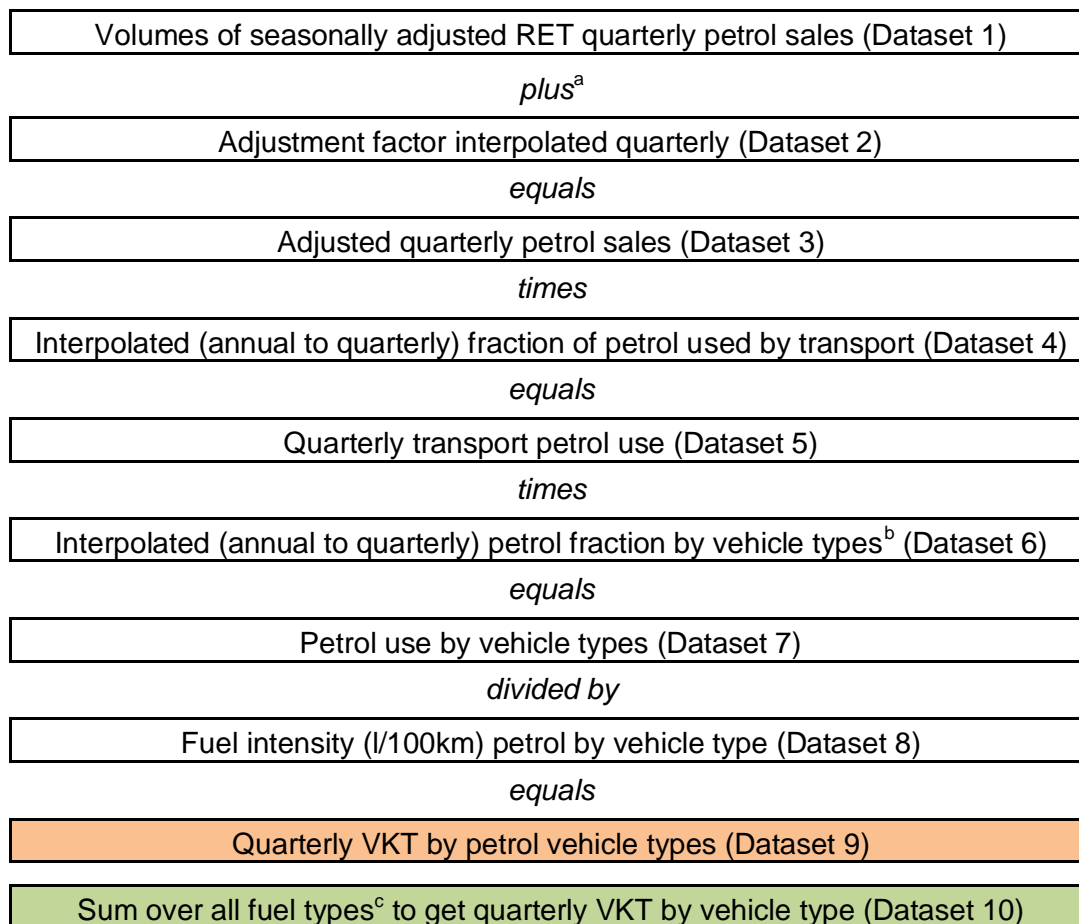 Volumes of seasonally adjusted RET quarterly petrol sales (Dataset 1)
plusᵃ
Adjustment factor interpolated quarterly (Dataset 2)
equals
Adjusted quarterly petrol sales (Dataset 3)
times
Interpolated (annual to quarterly) fraction of petrol used by transport (Dataset 4)
equals
Quarterly transport petrol use (Dataset 5)
times
Interpolated (annual to quarterly) petrol fraction by vehicle typesᵇ (Dataset 6)
equals
Petrol use by vehicle types (Dataset 7)
divided by
Fuel intensity (l/100km) petrol by vehicle type (Dataset 8)
equals
Quarterly VKT by petrol vehicle types (Dataset 9)
Sum over all fuel typesᶜ to get quarterly VKT by vehicle type (Dataset 10)